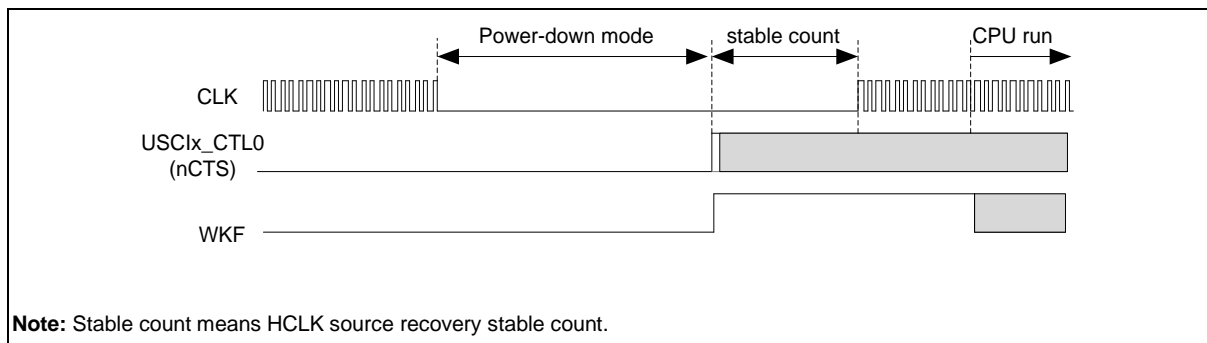 Power-down mode
stable count
CPU run
CLK
USCIx_CTL0
(nCTS)
WKF
Note: Stable count means HCLK source recovery stable count.